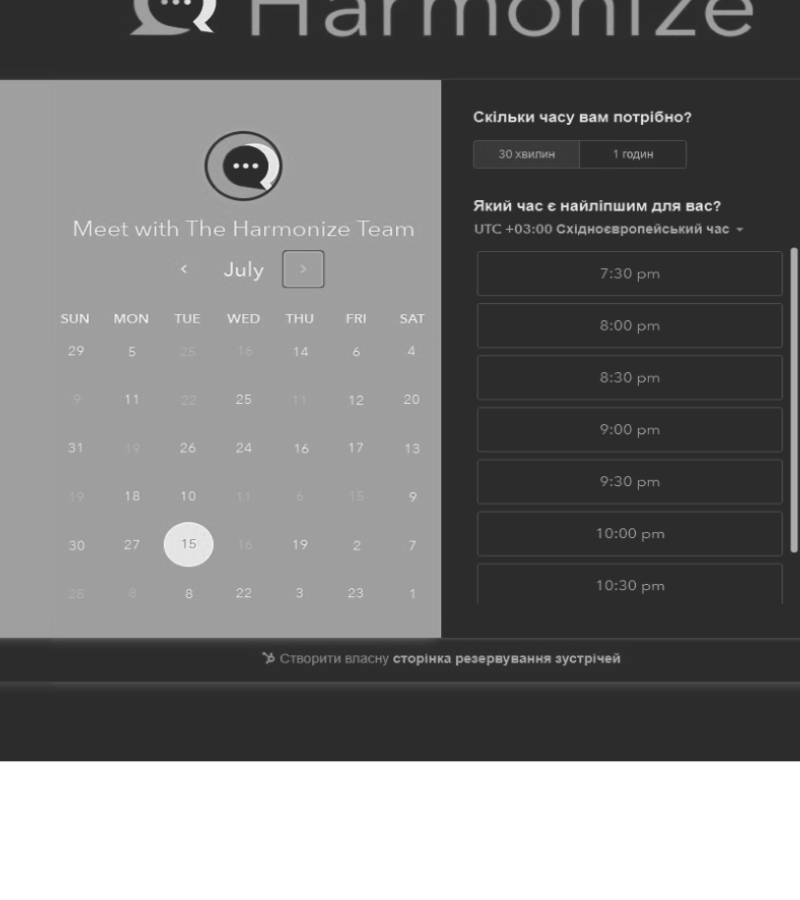 Harmonize
Meet with The Harmonize Team
July
SUN MON TUE WED THU FRI SAT
29 5 25 16 14 6 4
9 11 22 25 11 12 20
31 19 26 24 16 17 13
19 18 10 11 6 15 9
30 27 15 16 19 2 7
28 8 8 22 3 23 1
Скільки часу вам потрібно?
30 хвилин 1 годин
Який час є найліпшим для вас?
UTC +03:00 Східноєвропейський час
7:30 pm
8:00 pm
8:30 pm
9:00 pm
9:30 pm
10:00 pm
10:30 pm
Створити власну сторінка резервування зустрічей